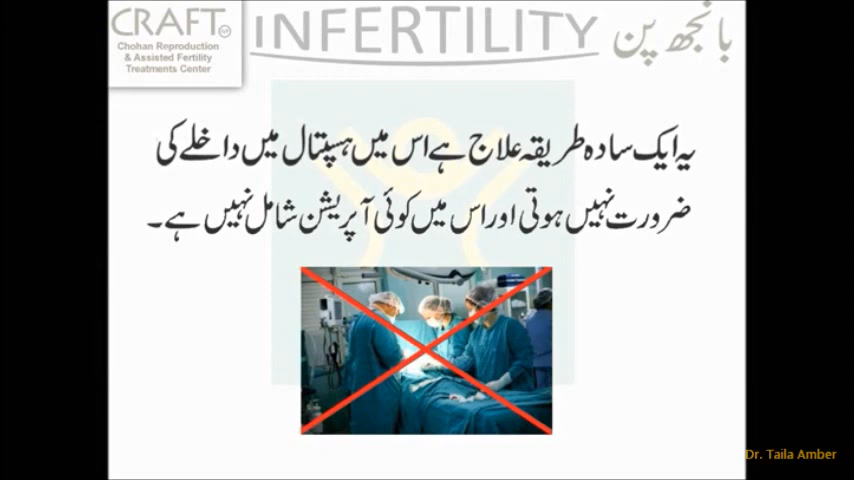 CRAFT
Chohan Reproduction
& Assisted Fertility
Treatments Center
INFERTILITY بانجھ پن
یہ ایک سادہ طریقہ علاج ہے اس میں ہسپتال میں داخلے کی
ضرورت نہیں ہوتی اور اس میں کوئی آپریشن شامل نہیں ہے۔
Dr. Taila Amber